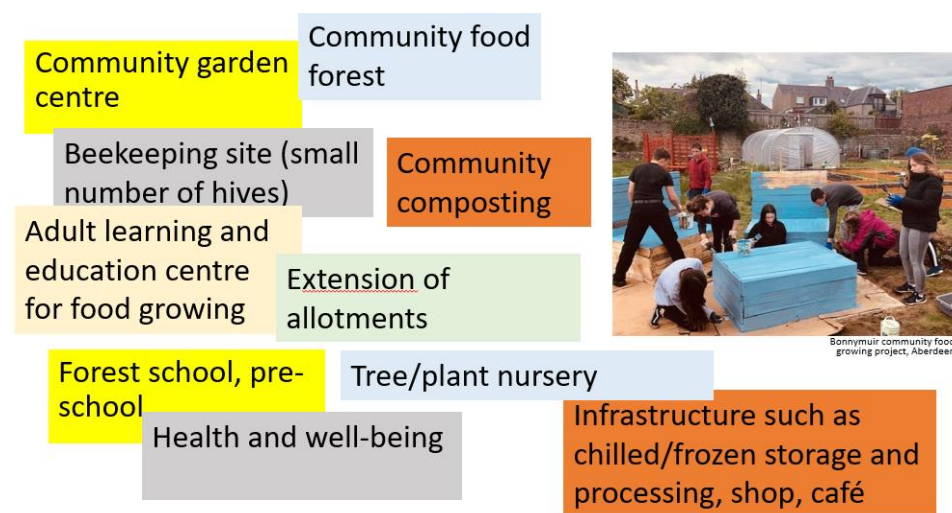 Community garden
centre
Community food
forest
Beekeeping site (small
number of hives)
Community
composting
Adult learning and
education centre
for food growing
Extension of
allotments
Bonnymuir community food
growing project, Aberdeen
Forest school, pre-
school
Tree/plant nursery
Health and well-being
Infrastructure such as
chilled/frozen storage and
processing, shop, café